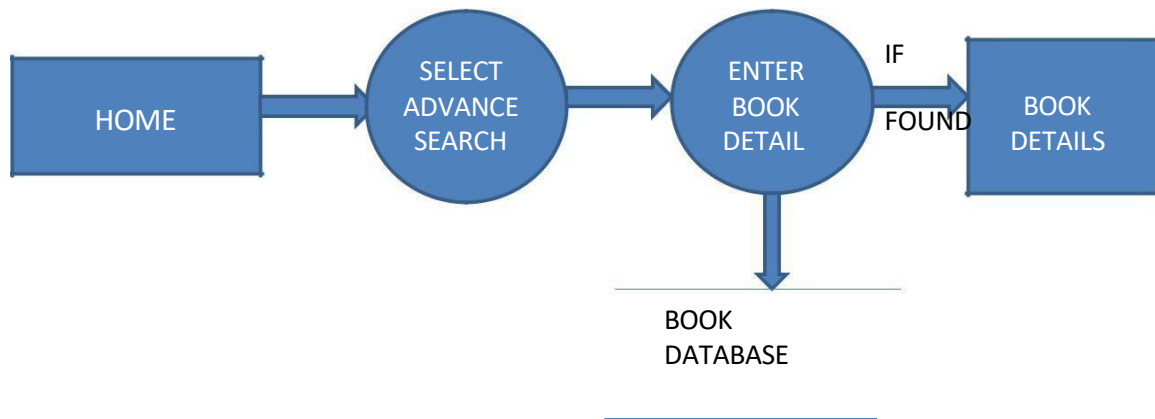 HOME
SELECT
ADVANCE
SEARCH
ENTER
BOOK
DETAIL
IF
FOUND
BOOK
DETAILS
BOOK
DATABASE